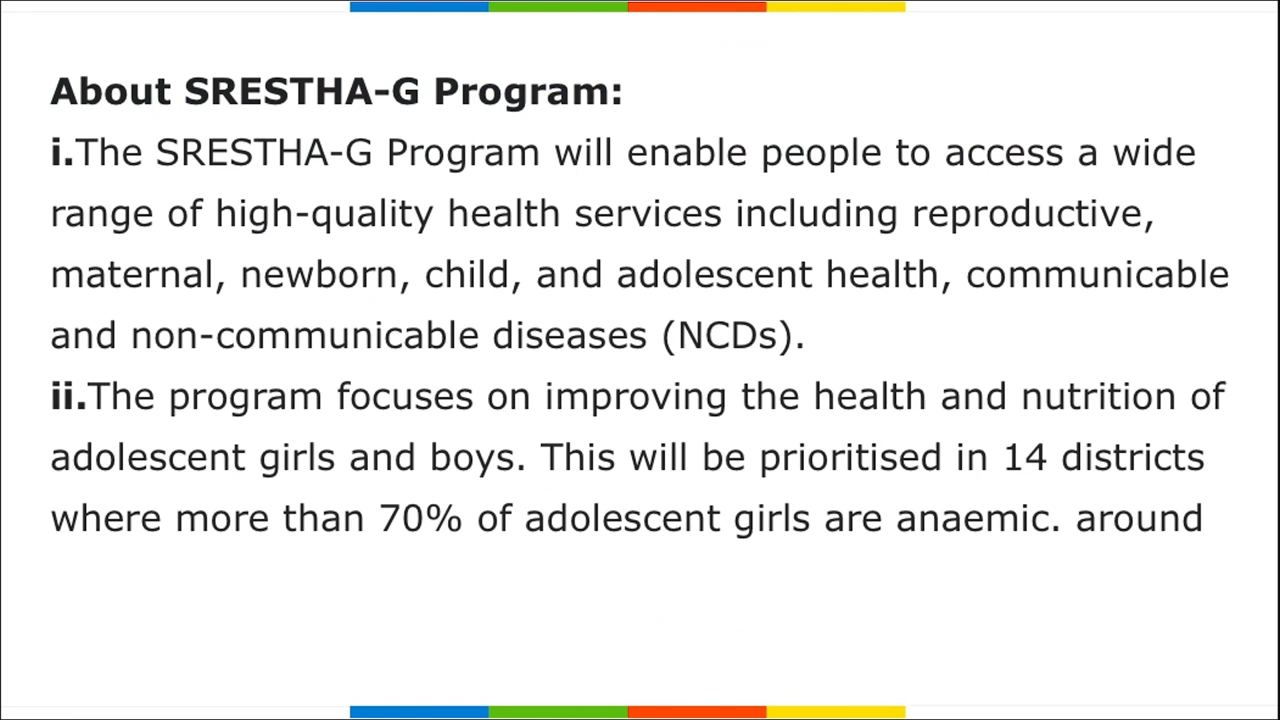 About SRESTHA-G Program:
i.The SRESTHA-G Program will enable people to access a wide
range of high-quality health services including reproductive,
maternal, newborn, child, and adolescent health, communicable
and non-communicable diseases (NCDs).
ii.The program focuses on improving the health and nutrition of
adolescent girls and boys. This will be prioritised in 14 districts
where more than 70% of adolescent girls are anaemic. around